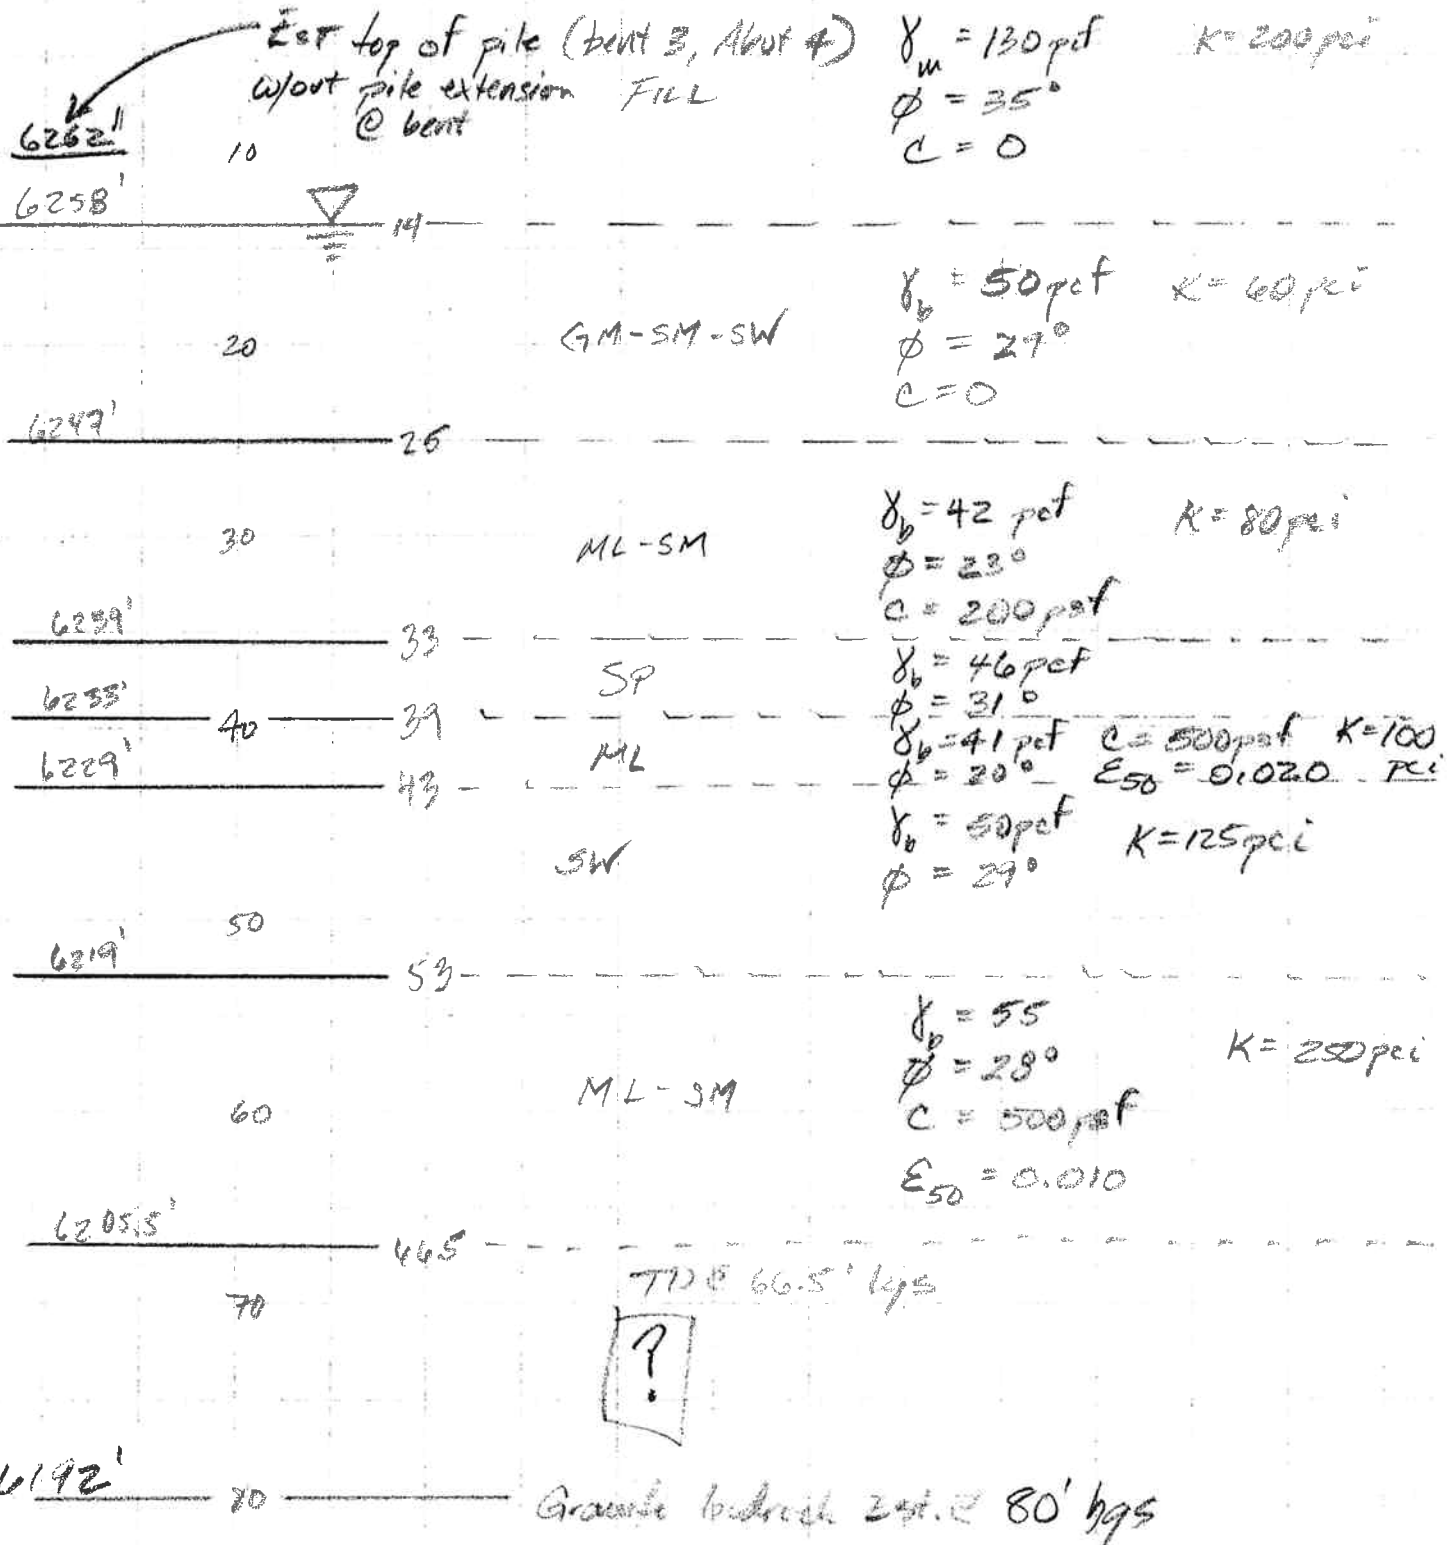 Est top of pile (bent 3, Abut 4)
w/out pile extension
@ bent
FILL
γm = 130 pcf K = 200 pci
φ = 35°
C = 0
6262"
10
6258'
14
γb = 50 pcf K = 60 pci
GM-SM-SW
φ = 29°
20
C = 0
6247'
25
γb = 42 pcf K = 80 pci
30
ML-SM
φ = 23°
C = 200 psf
6239'
33
SP
γb = 46 pcf
φ = 31°
6233'
40
39
ML
γb = 41 pcf C = 500 psf K = 100
φ = 20° ε50 = 0.020 pci
6229'
43
γb = 50 pcf K = 125 pci
SW
φ = 29°
50
6219'
53
γb = 55
φ = 28° K = 250 pci
60
ML-SM
C = 500 psf
ε50 = 0.010
6205.5'
TD @ 66.5' bgs
70
?
6192'
80
Granite bedrock est. @ 80' bgs